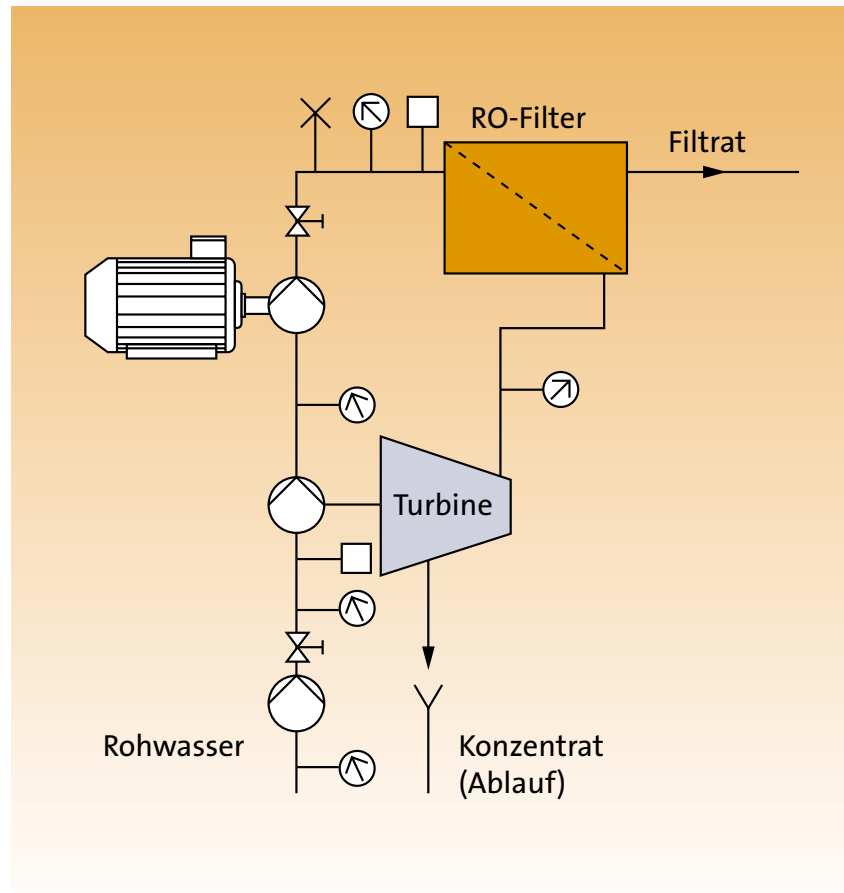 RO-Filter
Filtrat
Turbine
Rohwasser
Konzentrat
(Ablauf)